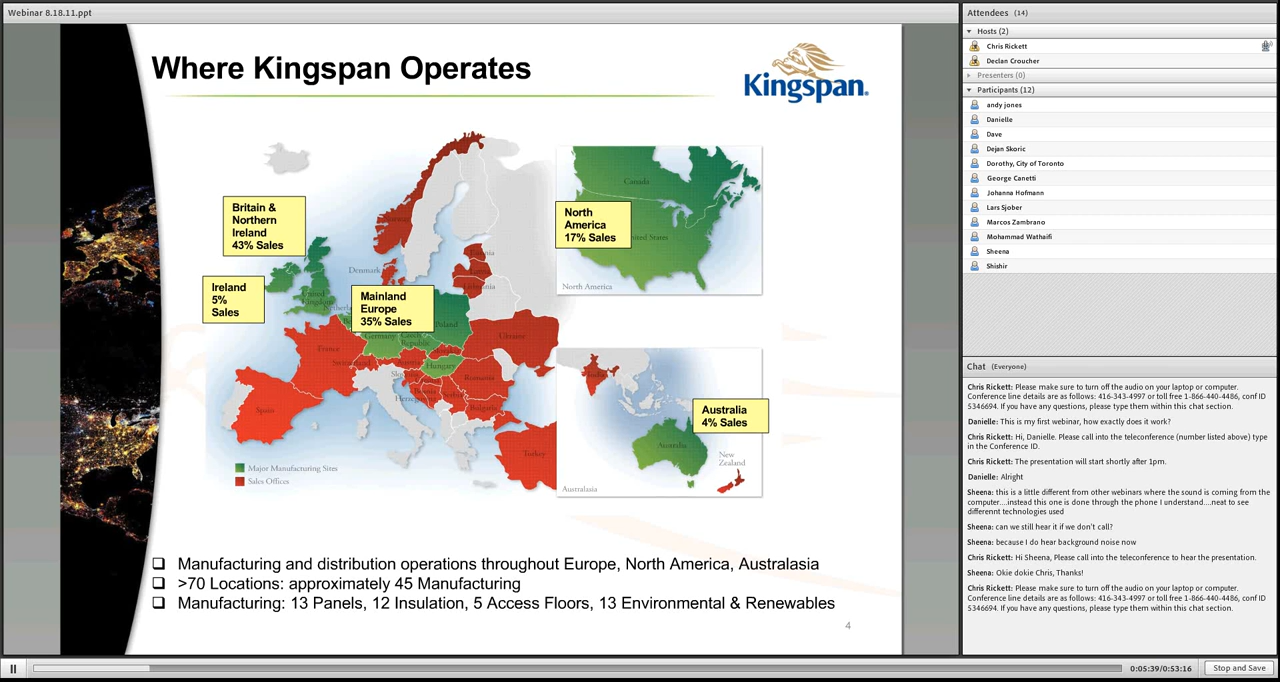 Webinar 8.18.11.ppt
Where Kingspan Operates
Kingspan.
Britain &
Northern
Ireland
43% Sales
Ireland
5%
Sales
Mainland
Europe
35% Sales
North
America
17% Sales
Canada
North America
Denmark
Poland
Germany
Czech
Republic
Ukraine
France
Hungary
Romania
Spain
Bulgaria
Turkey
Australia
4% Sales
Australia
New
Zealand
Australasia
Major Manufacturing Sites
Sales Offices
❑ Manufacturing and distribution operations throughout Europe, North America, Australasia
❑ >70 Locations: approximately 45 Manufacturing
❑ Manufacturing: 13 Panels, 12 Insulation, 5 Access Floors, 13 Environmental & Renewables
4
Attendees (14)
Hosts (2)
Chris Rickett
Declan Croucher
Presenters (0)
Participants (12)
andy jones
Danielle
Dave
Dejan Skoric
Dorothy, City of Toronto
George Canetti
Johanna Hofmann
Lars Sjober
Marcos Zambrano
Mohammad Wathaifi
Sheena
Shishir
Chat (Everyone)
Chris Rickett: Please make sure to turn off the audio on your laptop or computer.
Conference line details are as follows: 416-343-4997 or toll free 1-866-440-4486, conf ID
5346694. If you have any questions, please type them within this chat section.
Danielle: This is my first webinar, how exactly does it work?
Chris Rickett: Hi, Danielle. Please call into the teleconference (number listed above) type
in the Conference ID.
Chris Rickett: The presentation will start shortly after 1pm.
Danielle: Alright
Sheena: this is a little different from other webinars where the sound is coming from the
computer....instead this one is done through the phone I understand....neat to see
differennt technologies used
Sheena: can we still hear it if we don't call?
Sheena: because I do hear background noise now
Chris Rickett: Hi Sheena, Please call into the teleconference to hear the presentation.
Sheena: Okie dokie Chris, Thanks!
Chris Rickett: Please make sure to turn off the audio on your laptop or computer.
Conference line details are as follows: 416-343-4997 or toll free 1-866-440-4486, conf ID
5346694. If you have any questions, please type them within this chat section.
0:05:39/0:53:16
Stop and Save